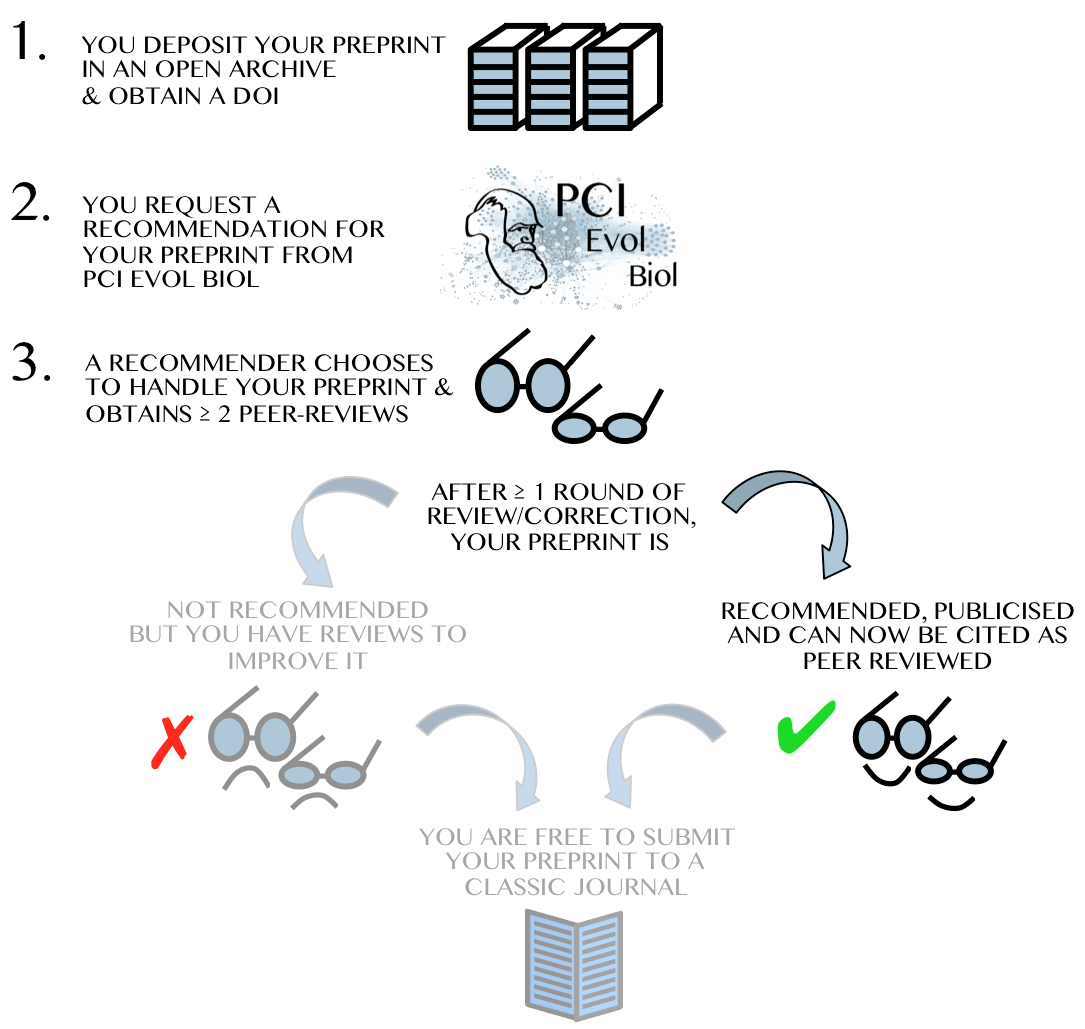 1.
YOU DEPOSIT YOUR PREPRINT
IN AN OPEN ARCHIVE
& OBTAIN A DOI
2.
YOU REQUEST A
RECOMMENDATION FOR
YOUR PREPRINT FROM
PCI EVOL BIOL
PCI
Evol
Biol
3.
A RECOMMENDER CHOOSES
TO HANDLE YOUR PREPRINT &
OBTAINS ≥ 2 PEER-REVIEWS
AFTER ≥ 1 ROUND OF
REVIEW/CORRECTION,
YOUR PREPRINT IS
NOT RECOMMENDED
BUT YOU HAVE REVIEWS TO
IMPROVE IT
RECOMMENDED, PUBLICISED
AND CAN NOW BE CITED AS
PEER REVIEWED
YOU ARE FREE TO SUBMIT
YOUR PREPRINT TO A
CLASSIC JOURNAL